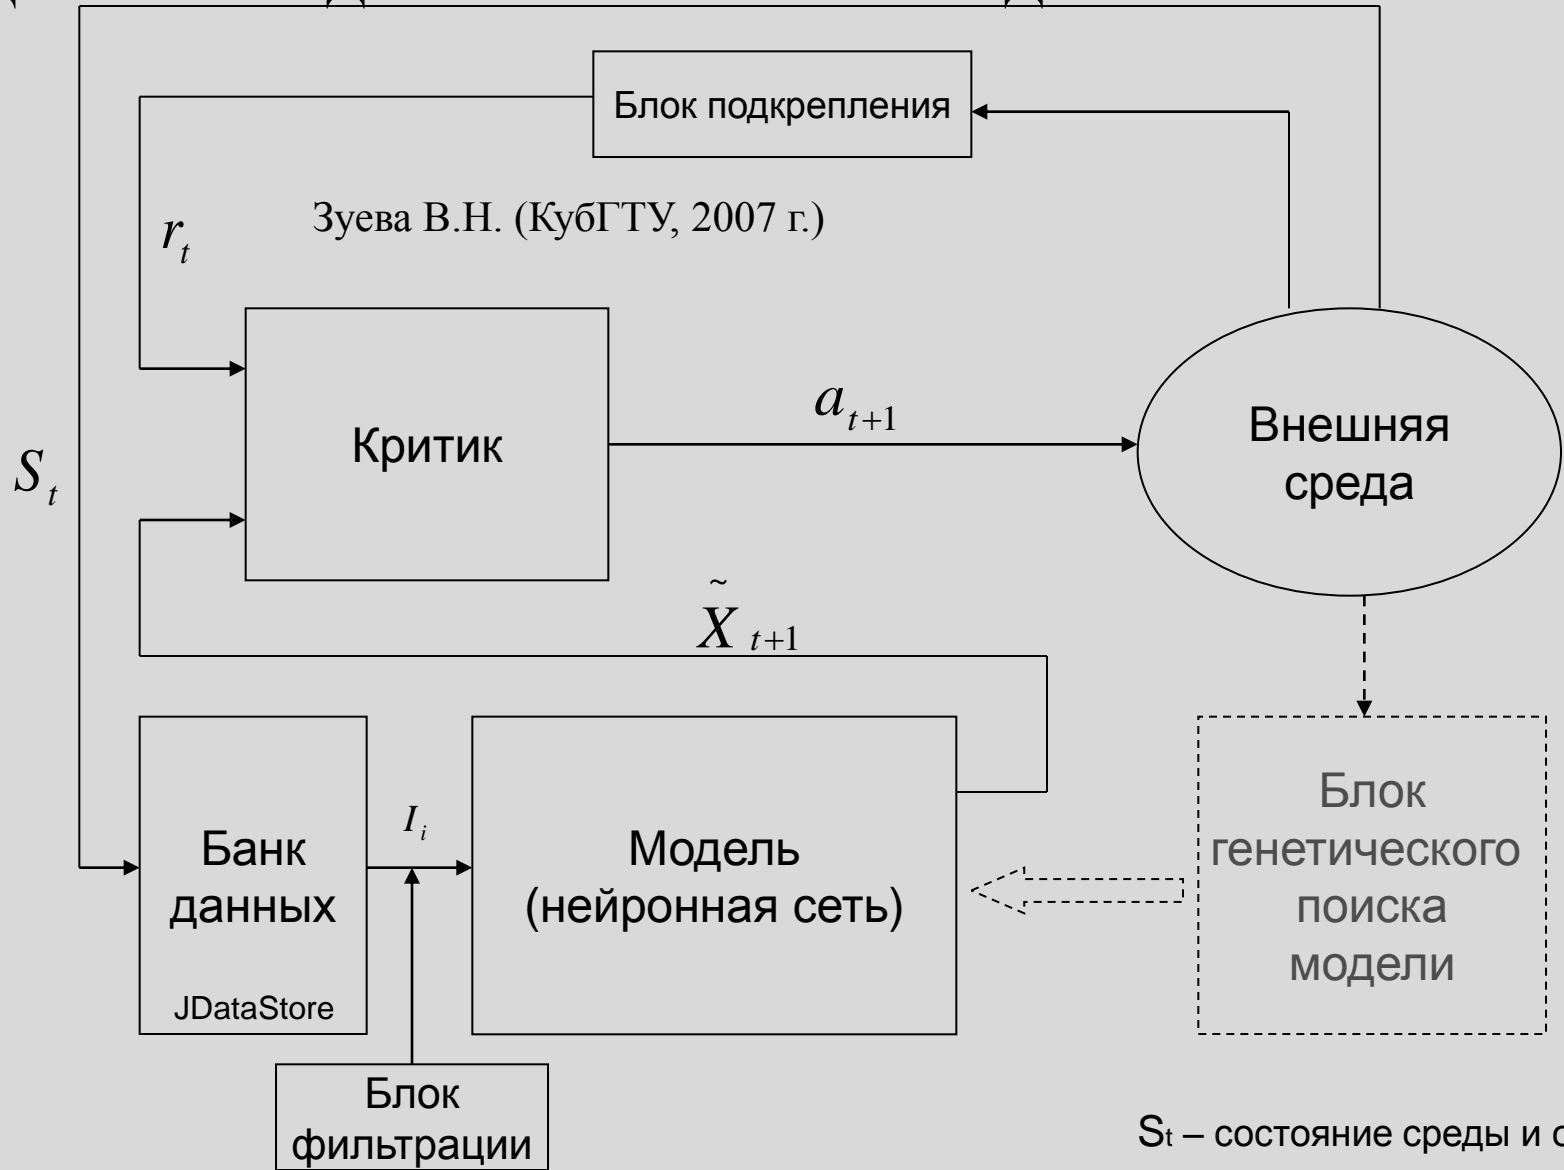 Блок подкрепления
Зуева В.Н. (КубГТУ, 2007 г.)
r_t
a_{t+1}
Критик
Внешняя
среда
S_t
X̃_{t+1}
Банк
данных
JDataStore
I_i
Модель
(нейронная сеть)
Блок
генетического
поиска
модели
Блок
фильтрации
St – состояние среды и